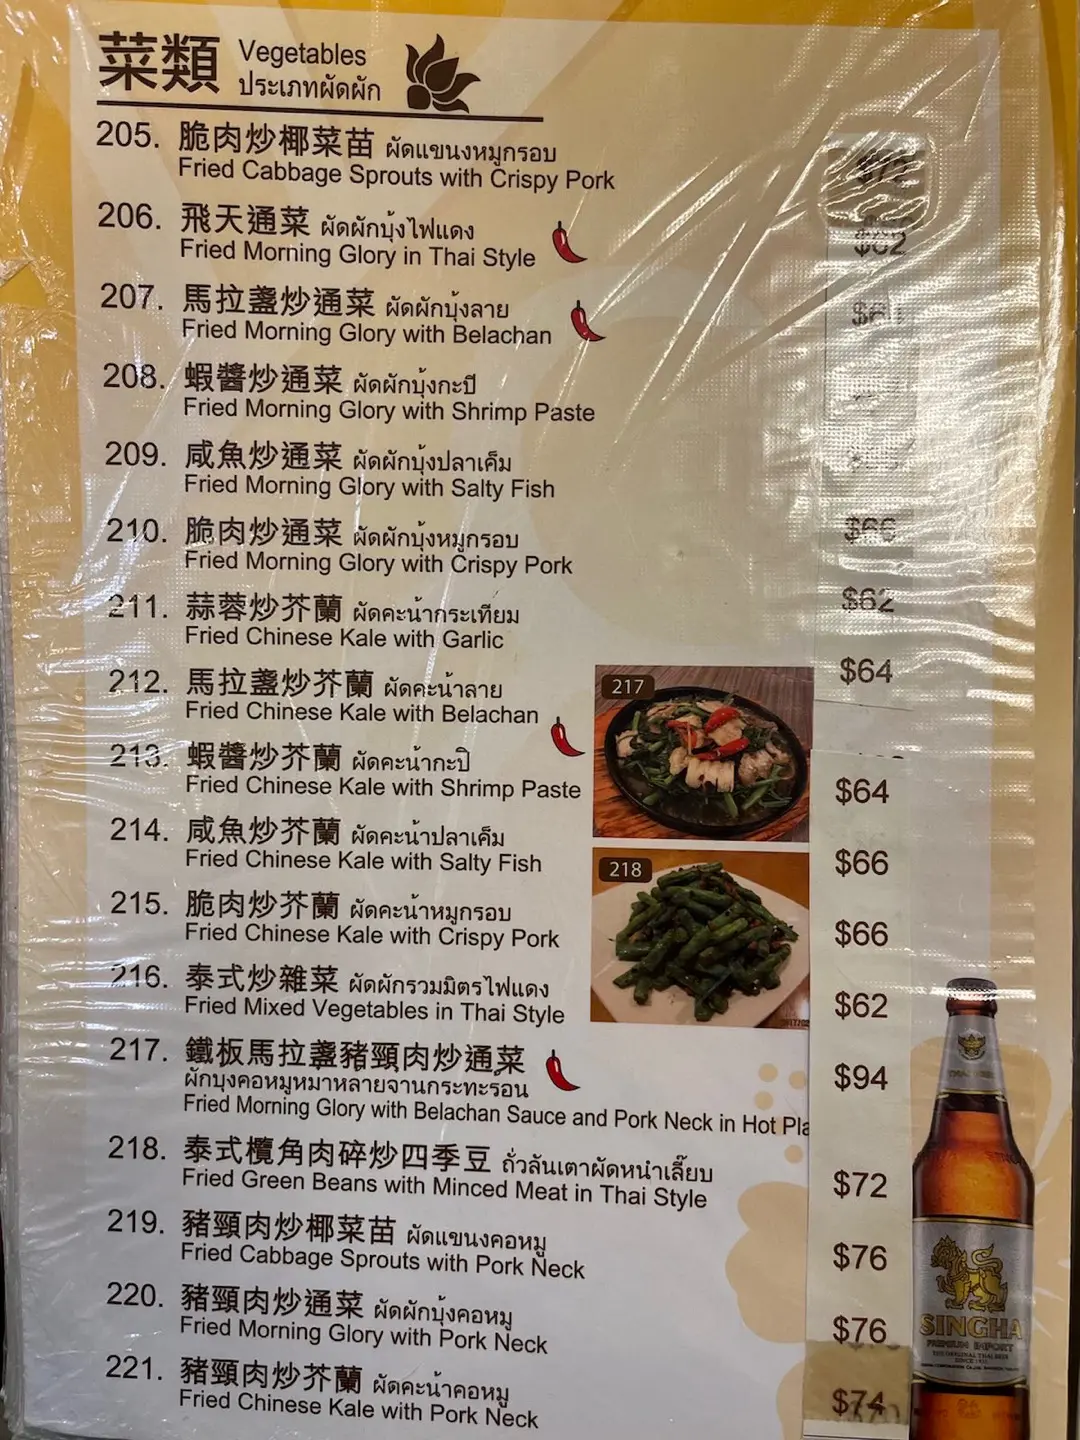 菜類 Vegetables
ประเภทผัดผัก
205. 脆肉炒椰菜苗 ผัดแขนงหมูกรอบ
Fried Cabbage Sprouts with Crispy Pork
206. 飛天通菜 ผัดผักบุ้งไฟแดง
Fried Morning Glory in Thai Style
207. 馬拉盞炒通菜 ผัดผักบุ้งลาย
Fried Morning Glory with Belachan
208. 蝦醬炒通菜 ผัดผักบุ้งกะปิ
Fried Morning Glory with Shrimp Paste
209. 咸魚炒通菜 ผัดผักบุ้งปลาเค็ม
Fried Morning Glory with Salty Fish
210. 脆肉炒通菜 ผัดผักบุ้งหมูกรอบ $66
Fried Morning Glory with Crispy Pork
211. 蒜蓉炒芥蘭 ผัดคะน้ากระเทียม $62
Fried Chinese Kale with Garlic
212. 馬拉盞炒芥蘭 ผัดคะน้าลาย $64
Fried Chinese Kale with Belachan
213. 蝦醬炒芥蘭 ผัดคะน้ากะปิ $64
Fried Chinese Kale with Shrimp Paste
214. 咸魚炒芥蘭 ผัดคะน้าปลาเค็ม $66
Fried Chinese Kale with Salty Fish
215. 脆肉炒芥蘭 ผัดคะน้าหมูกรอบ $66
Fried Chinese Kale with Crispy Pork
216. 泰式炒雜菜 ผัดผักรวมมิตรไฟแดง $62
Fried Mixed Vegetables in Thai Style
217. 鐵板馬拉盞豬頸肉炒通菜 $94
ผักบุงคอหมูหม่าหลายจานกระทะร้อน
Fried Morning Glory with Belachan Sauce and Pork Neck in Hot Pla
218. 泰式欖角肉碎炒四季豆 ถั่วลันเตาผัดหนำเลี๊ยบ $72
Fried Green Beans with Minced Meat in Thai Style
219. 豬頸肉炒椰菜苗 ผัดแขนงคอหมู $76
Fried Cabbage Sprouts with Pork Neck
220. 豬頸肉炒通菜 ผัดผักบุ้งคอหมู $76
Fried Morning Glory with Pork Neck
221. 豬頸肉炒芥蘭 ผัดคะน้าคอหมู $74
Fried Chinese Kale with Pork Neck
217
218
SINGHA
PREMIUM IMPORT
THE ORIGINAL THAI BEER